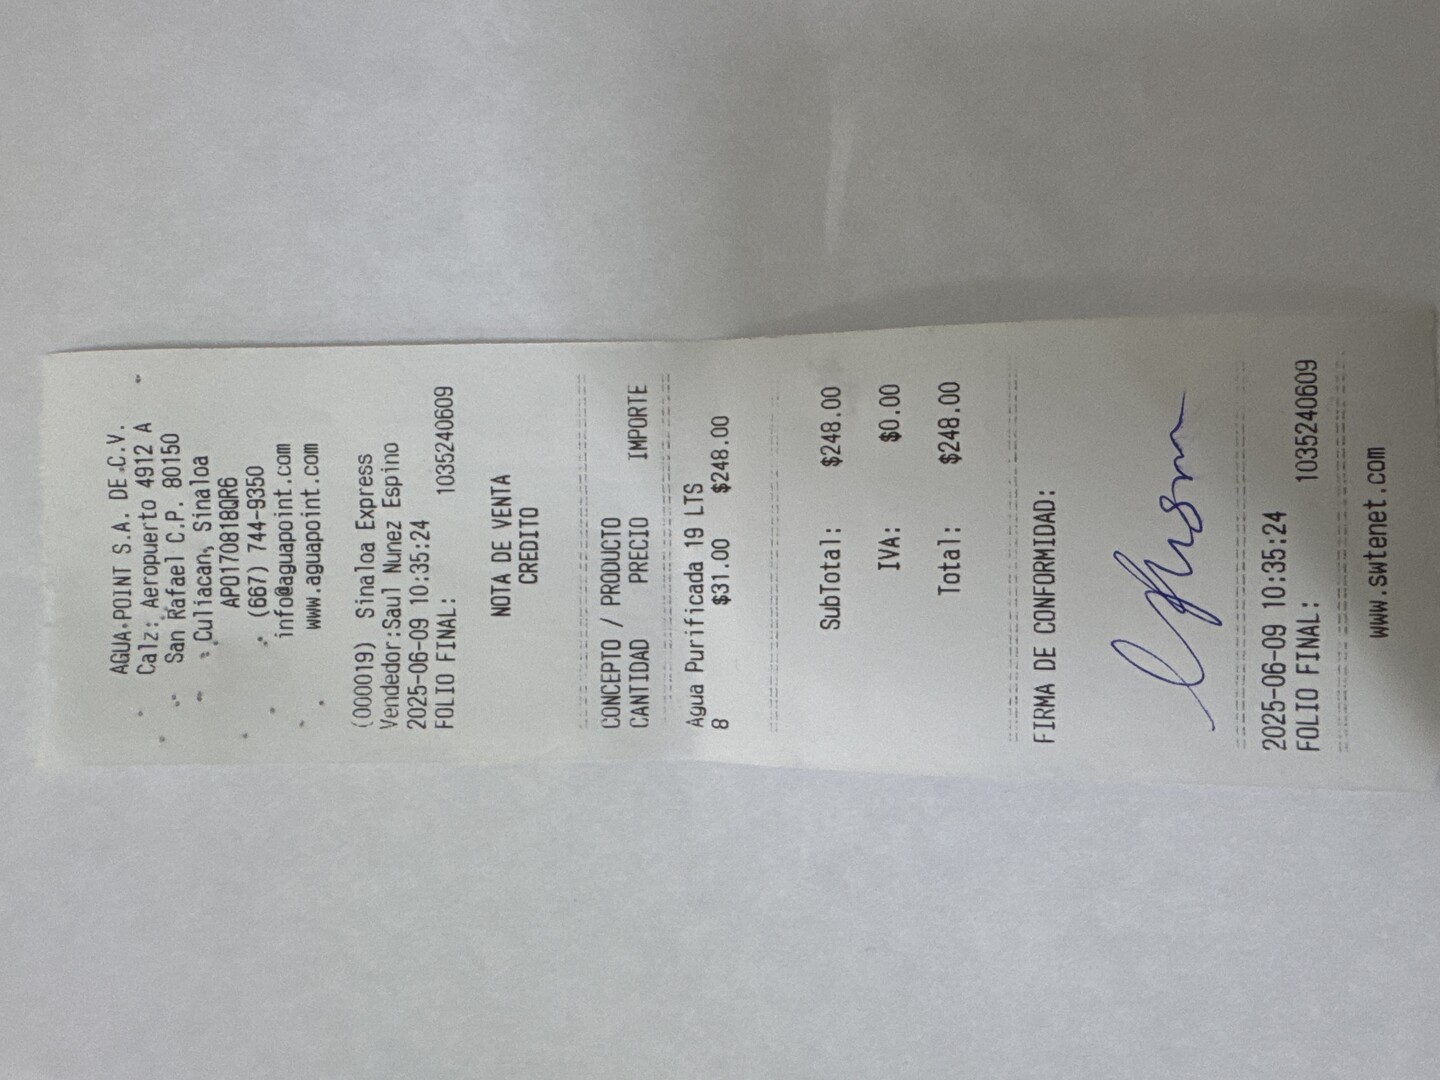 AGUA POINT S.A. DE C.V.
Calz: Aeropuerto 4912 A
San Rafael C.P. 80150
Culiacan, Sinaloa
APO170818QR6
(667) 744-9350
info@aguapoint.com
www.aguapoint.com
(000019) Sinaloa Express
Vendedor:Saul Nunez Espino
2025-06-09 10:35:24
FOLIO FINAL: 1035240609
NOTA DE VENTA
CREDITO
CONCEPTO / PRODUCTO
CANTIDAD PRECIO IMPORTE
Agua Purificada 19 LTS
8 $31.00 $248.00
SubTotal: $248.00
IVA: $0.00
Total: $248.00
FIRMA DE CONFORMIDAD:
2025-06-09 10:35:24
FOLIO FINAL: 1035240609
www.swtenet.com